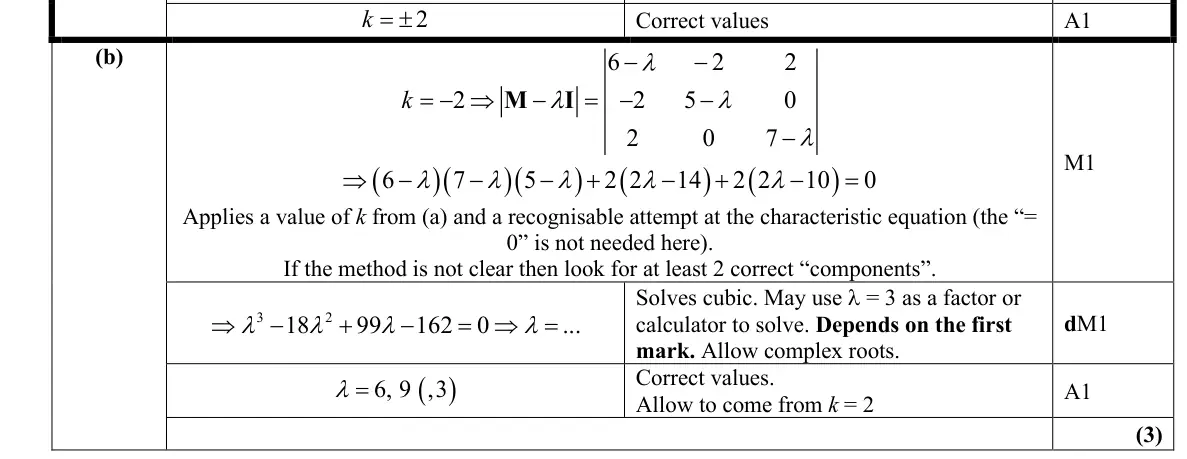 k = ± 2 Correct values A1
(b)
6 − λ − 2 2
k = −2 ⇒ |M − λI| = −2 5 − λ 0
2 0 7 − λ
⇒ (6 − λ)(7 − λ)(5 − λ) + 2(2λ − 14) + 2(2λ − 10) = 0
M1
Applies a value of k from (a) and a recognisable attempt at the characteristic equation (the “=
0” is not needed here).
If the method is not clear then look for at least 2 correct “components”.
⇒ λ³ − 18λ² + 99λ − 162 = 0 ⇒ λ = ...
Solves cubic. May use λ = 3 as a factor or
calculator to solve. Depends on the first
mark. Allow complex roots.
dM1
λ = 6, 9 (,3)
Correct values.
Allow to come from k = 2
A1
(3)